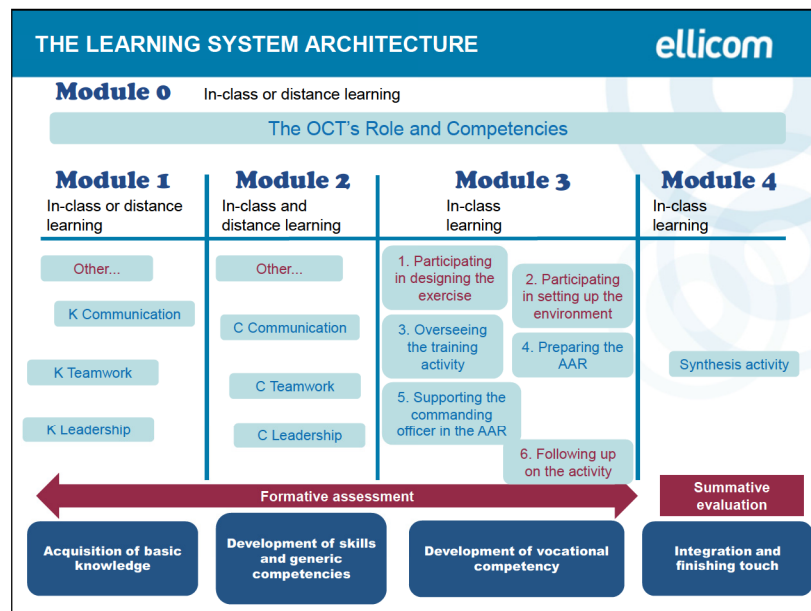 THE LEARNING SYSTEM ARCHITECTURE
ellicom
Module 0
In-class or distance learning
The OCT's Role and Competencies
Module 1
In-class or distance
learning
Other...
K Communication
K Teamwork
K Leadership
Module 2
In-class and
distance learning
Other...
C Communication
C Teamwork
C Leadership
Module 3
In-class
learning
1. Participating
in designing the
exercise
2. Participating
in setting up the
environment
3. Overseeing
the training
activity
4. Preparing the
AAR
5. Supporting the
commanding
officer in the AAR
6. Following up
on the activity
Module 4
In-class
learning
Synthesis activity
Formative assessment
Summative
evaluation
Acquisition of basic
knowledge
Development of skills
and generic
competencies
Development of vocational
competency
Integration and
finishing touch